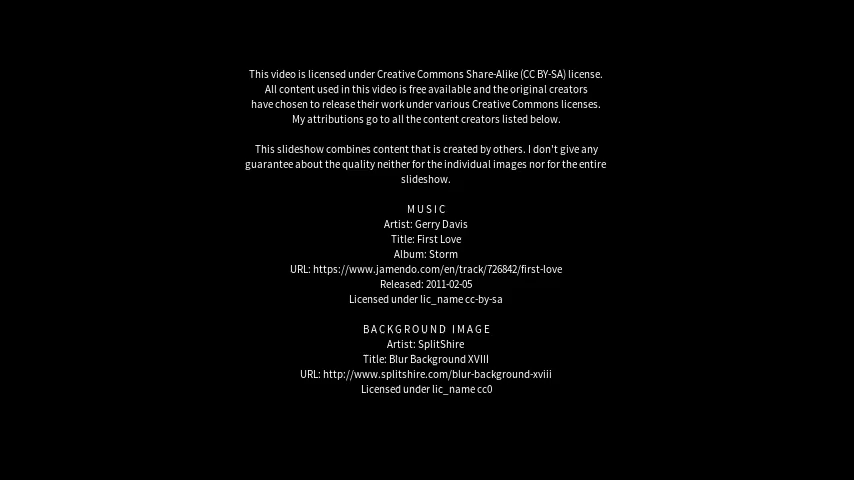 This video is licensed under Creative Commons Share-Alike (CC BY-SA) license.
All content used in this video is free available and the original creators
have chosen to release their work under various Creative Commons licenses.
My attributions go to all the content creators listed below.
This slideshow combines content that is created by others. I don't give any
guarantee about the quality neither for the individual images nor for the entire
slideshow.
MUSIC
Artist: Gerry Davis
Title: First Love
Album: Storm
URL: https://www.jamendo.com/en/track/726842/first-love
Released: 2011-02-05
Licensed under lic_name cc-by-sa
BACKGROUND IMAGE
Artist: SplitShire
Title: Blur Background XVIII
URL: http://www.splitshire.com/blur-background-xviii
Licensed under lic_name cc0